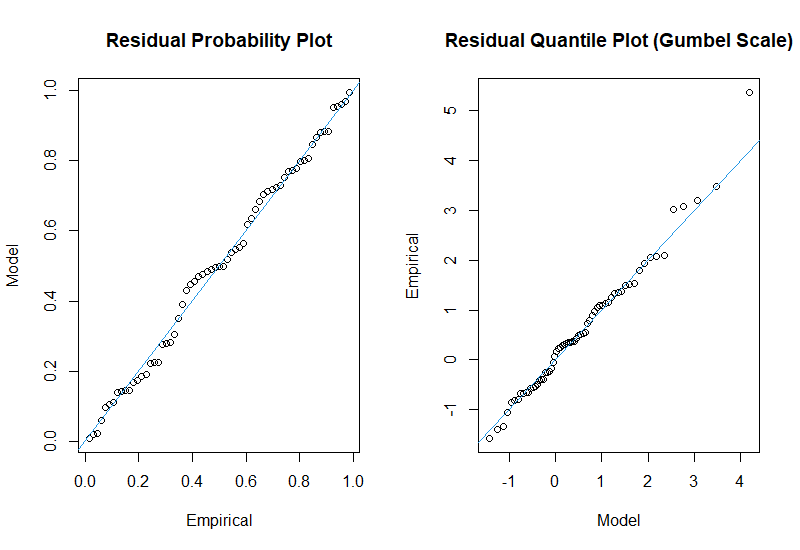 Residual Probability Plot
Model
0.0 0.2 0.4 0.6 0.8 1.0
0.0 0.2 0.4 0.6 0.8 1.0
Empirical
Residual Quantile Plot (Gumbel Scale)
Empirical
-1 0 1 2 3 4 5
-1 0 1 2 3 4
Model